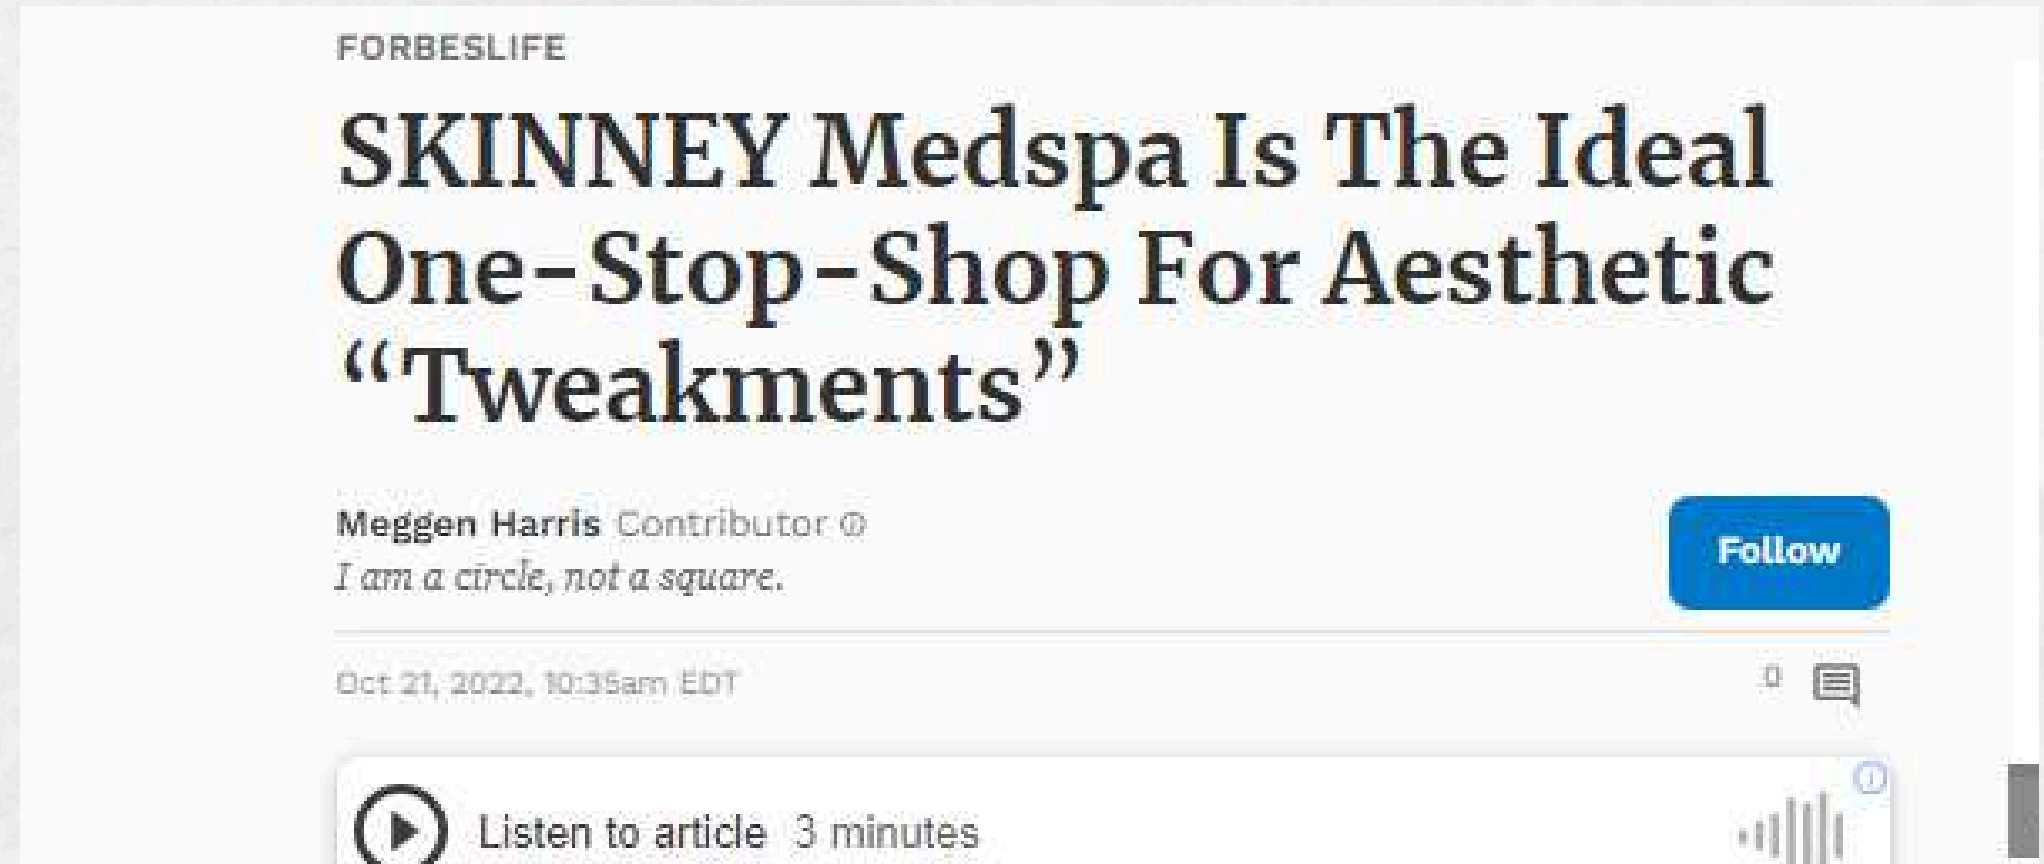 FORBESLIFE
SKINNEY Medspa Is The Ideal
One-Stop-Shop For Aesthetic
“Tweakments”
Meggen Harris Contributor
I am a circle, not a square.
Follow
Oct 21, 2022, 10:35am EDT
0
Listen to article 3 minutes